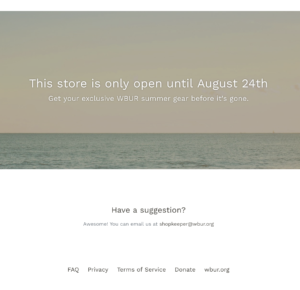 This store is only open until August 24th
Get your exclusive WBUR summer gear before it's gone.
Have a suggestion?
Awesome! You can email us at shopkeeper@wbur.org
FAQ Privacy Terms of Service Donate wbur.org